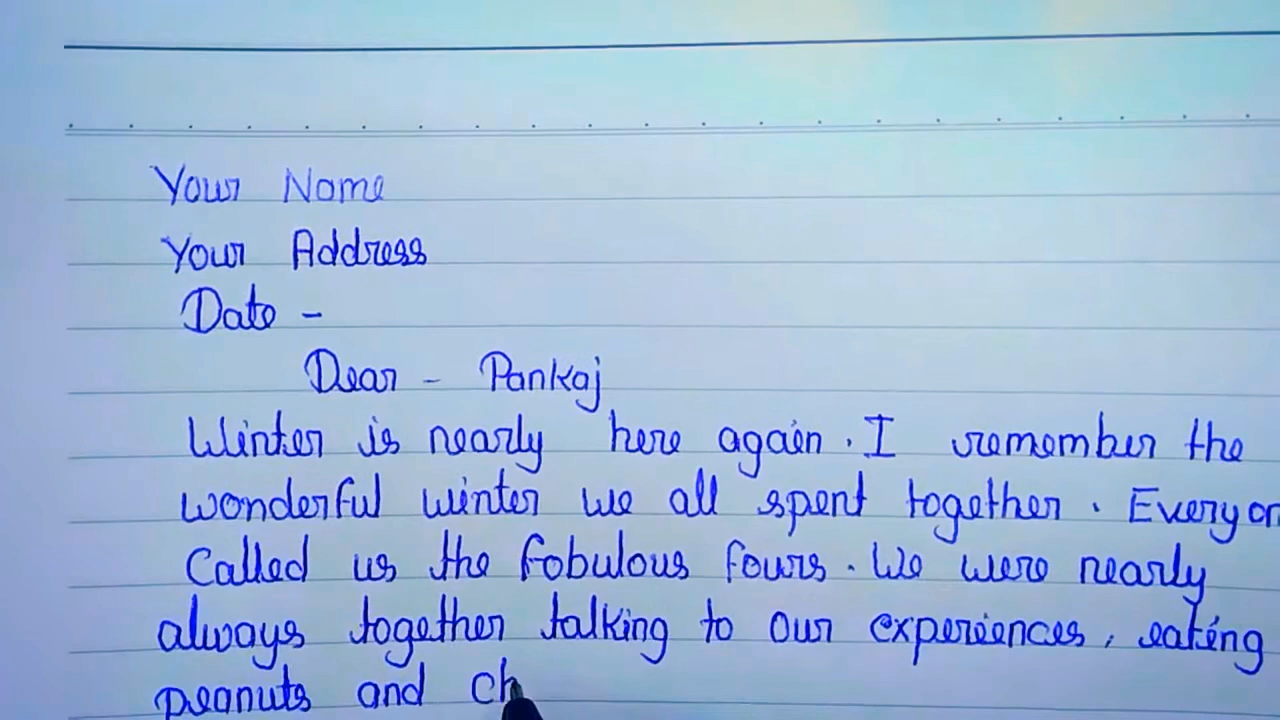 Your Name
Your Address
Date -
Dear - Pankaj
Winter is nearly here again. I remember the
wonderful winter we all spent together. Everyon
Called us the fobulous fours. We were nearly
always together talking to our experiences, eating
peanuts and Ch